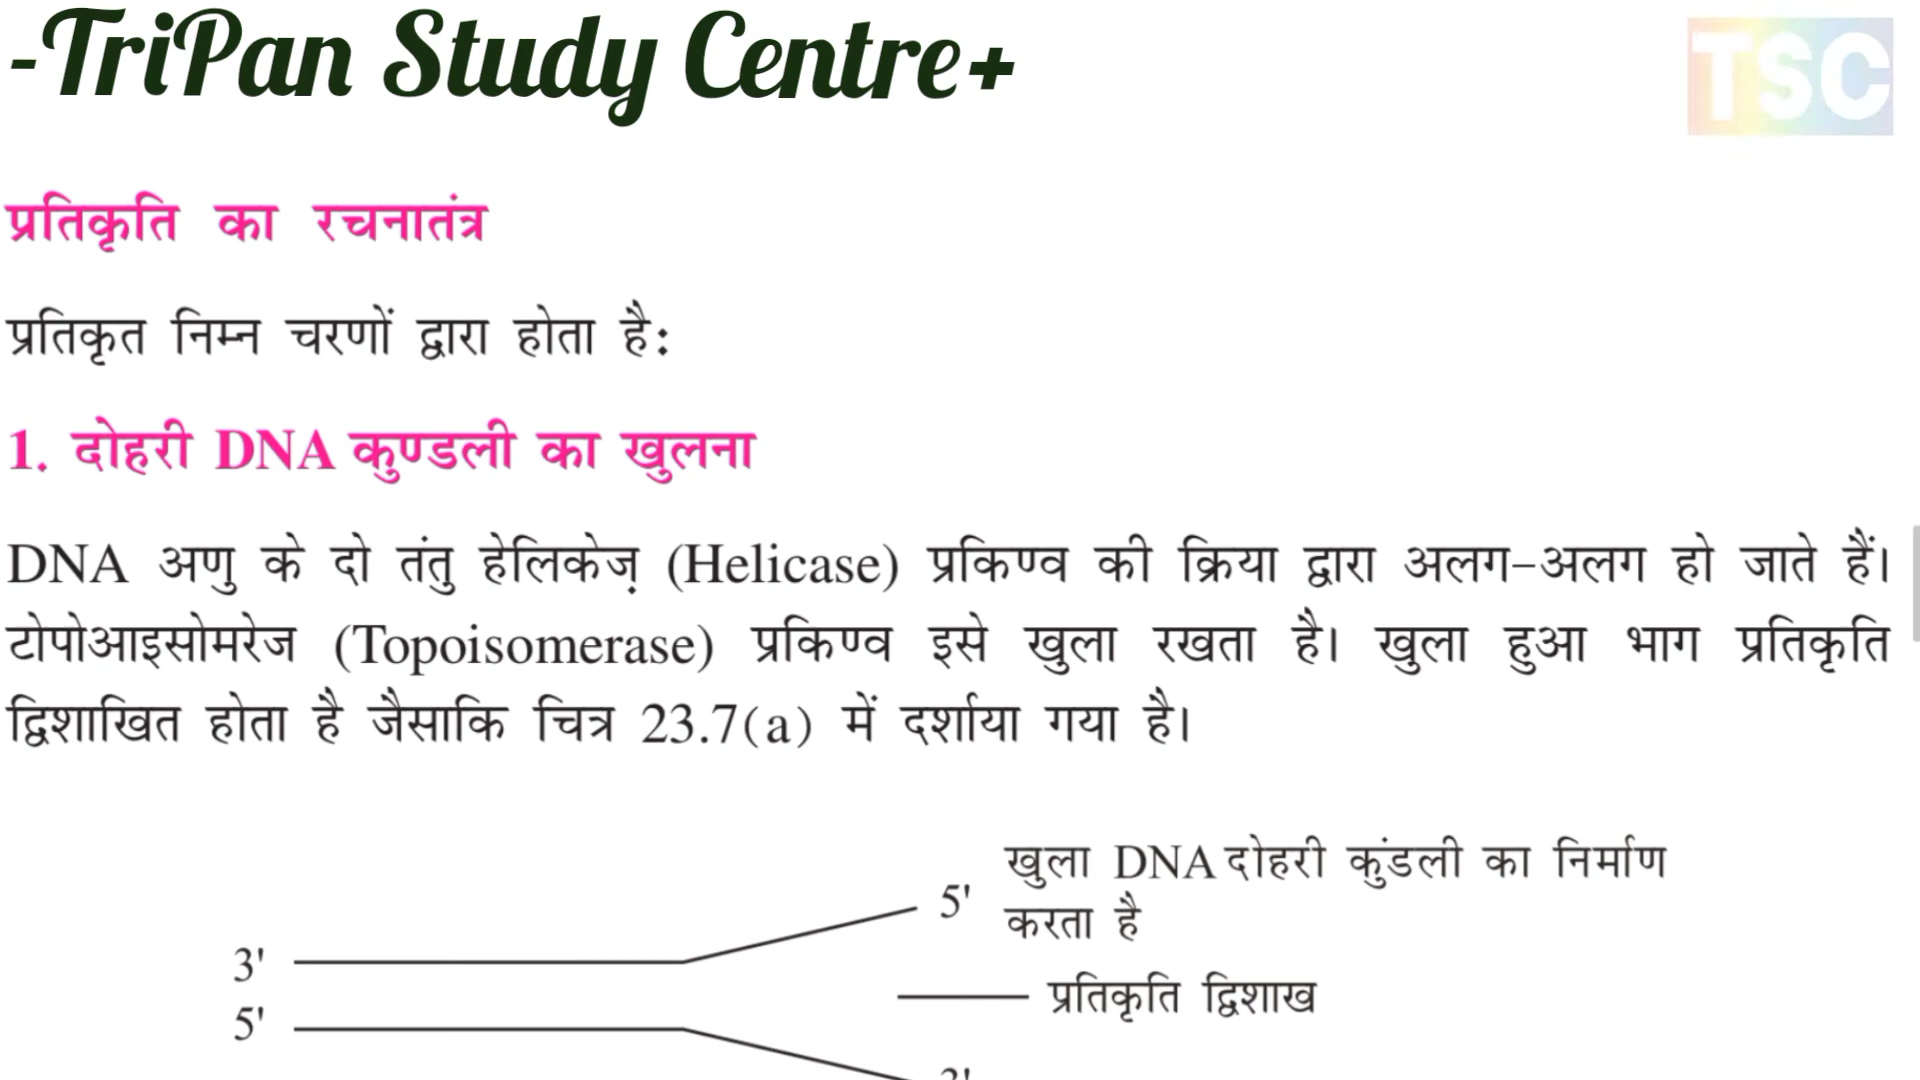 -TriPan Study Centre+
TSC
प्रतिकृति का रचनातंत्र
प्रतिकृत निम्न चरणों द्वारा होता है:
1. दोहरी DNA कुण्डली का खुलना
DNA अणु के दो तंतु हेलिकेज़ (Helicase) प्रकिण्व की क्रिया द्वारा अलग-अलग हो जाते हैं।
टोपोआइसोमरेज (Topoisomerase) प्रकिण्व इसे खुला रखता है। खुला हुआ भाग प्रतिकृति
द्विशाखित होता है जैसाकि चित्र 23.7(a) में दर्शाया गया है।
खुला DNA दोहरी कुंडली का निर्माण
5'
करता है
3'
प्रतिकृति द्विशाख
5'
3'